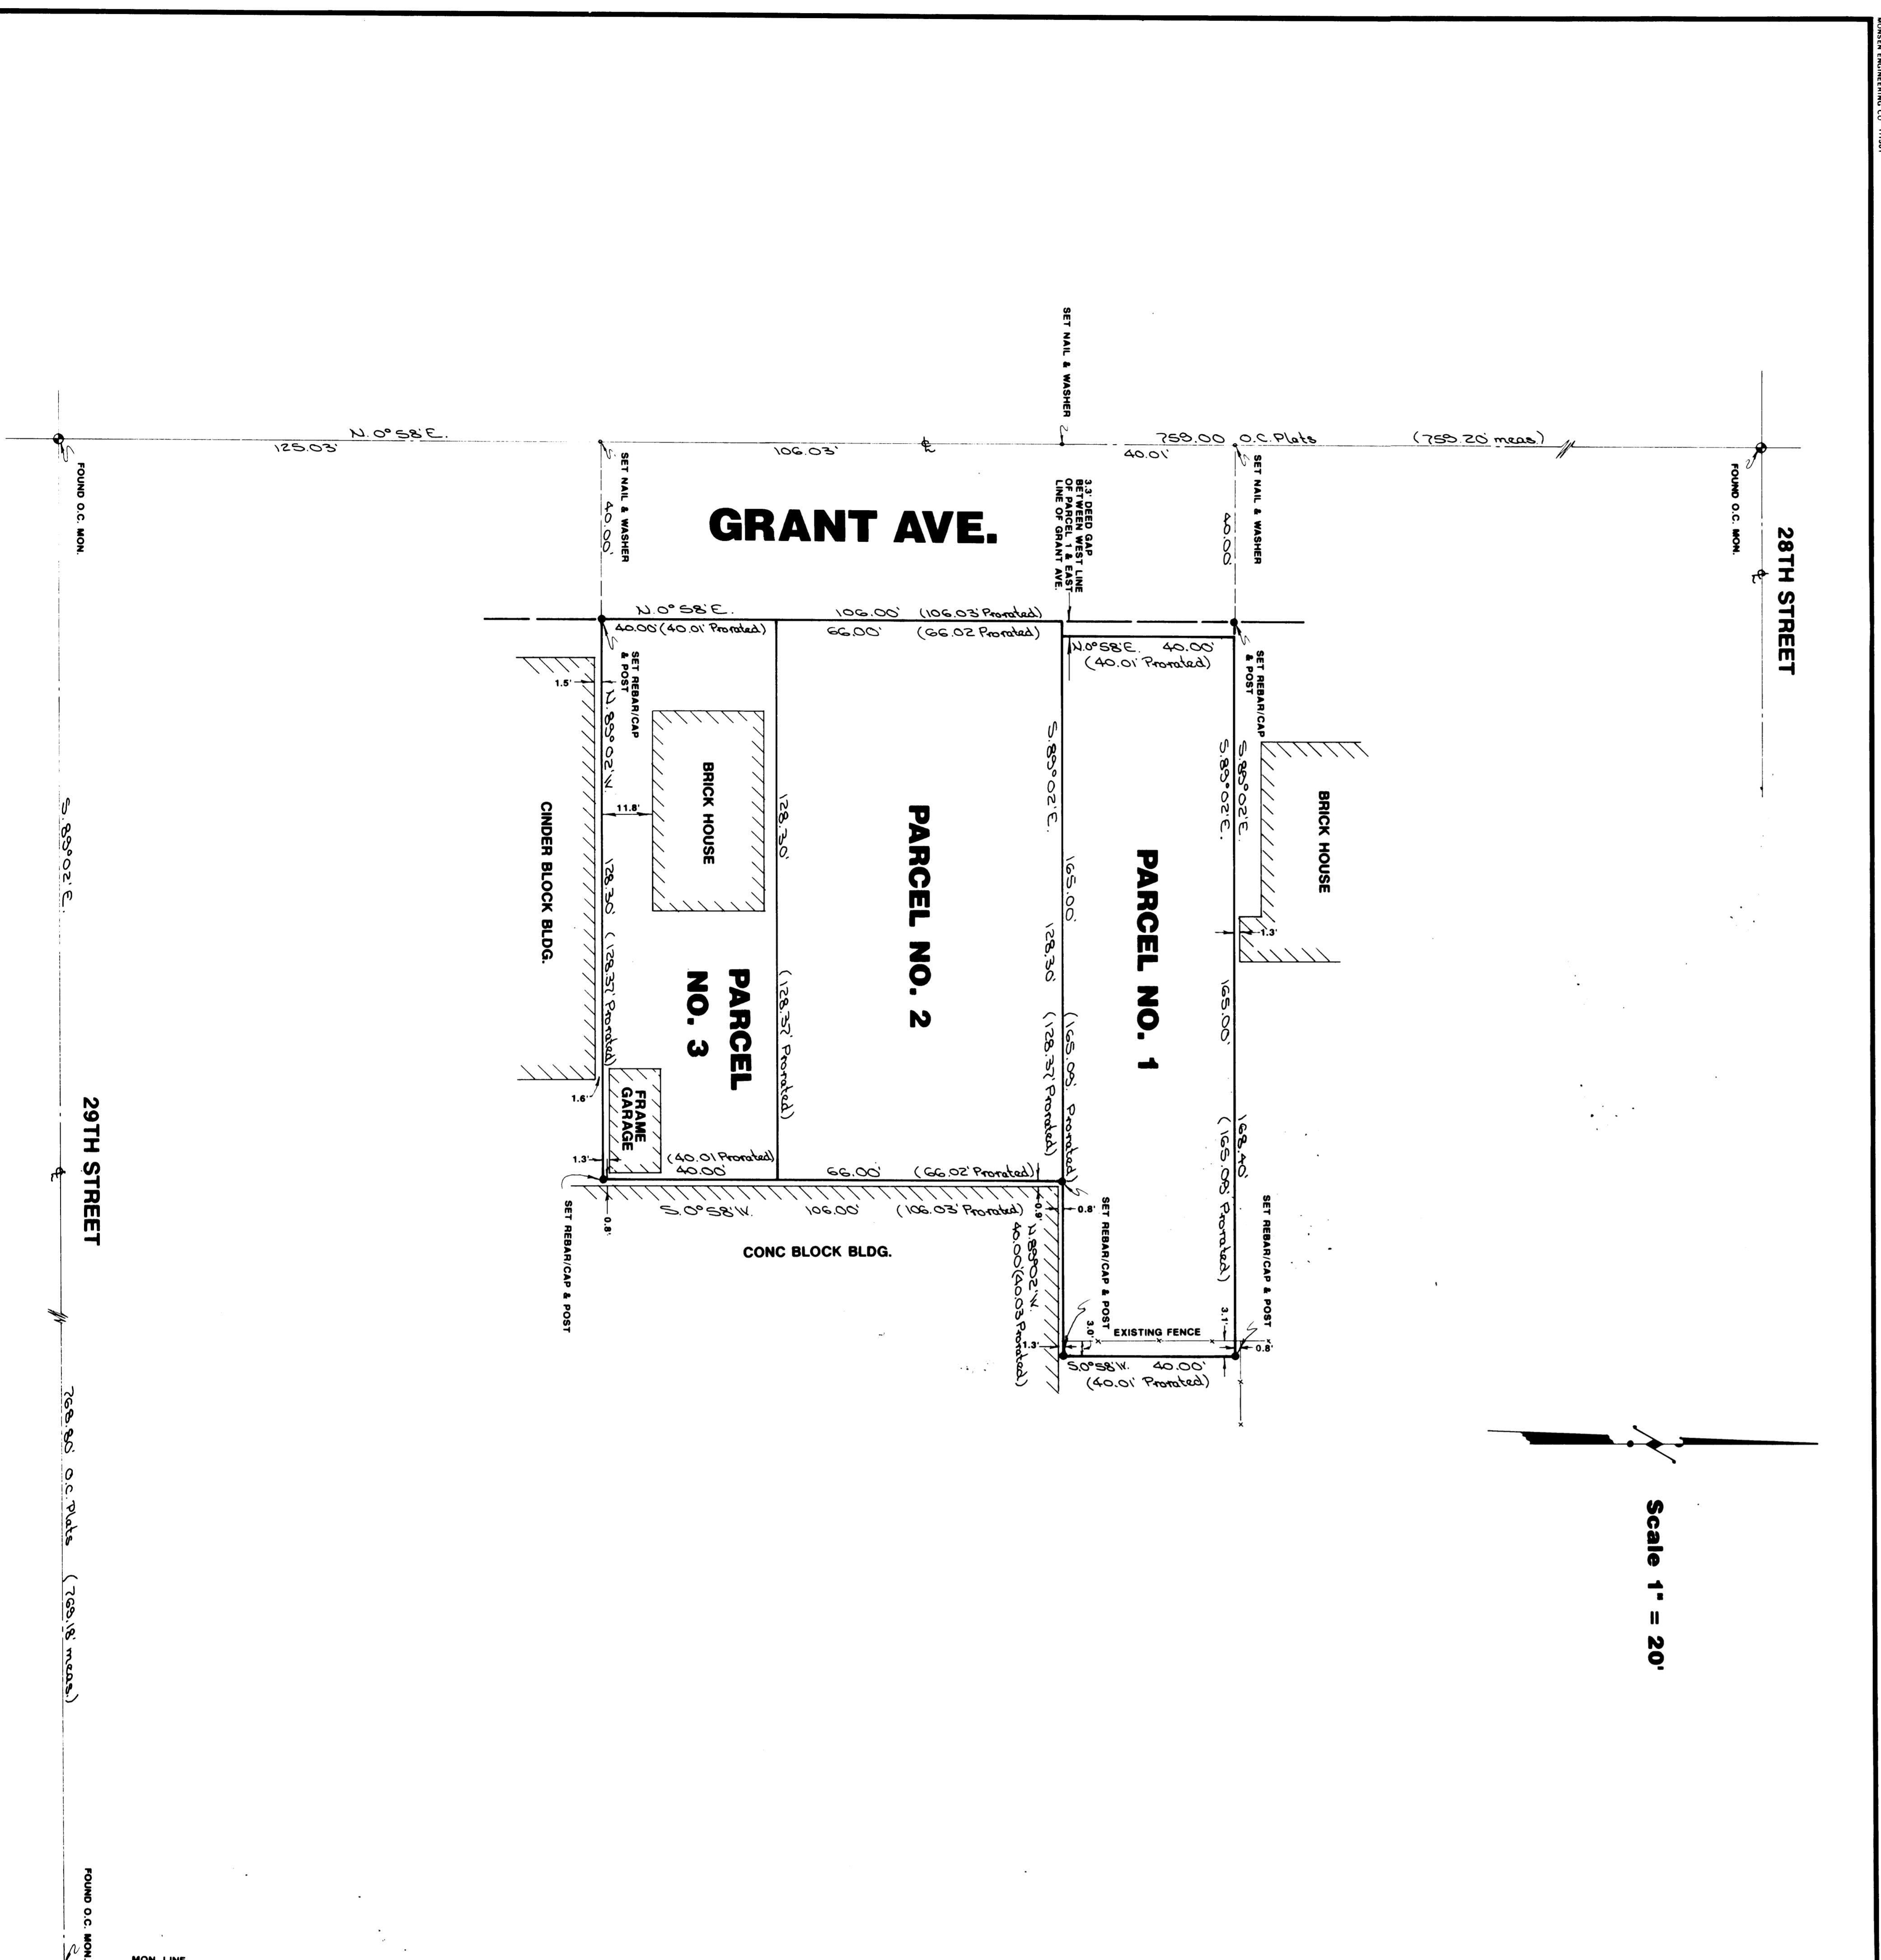 28TH STREET
FOUND O.C. MON.
N.0°58'E.
125.03'
106.03'
759.00 O.C. Plats (759.20' meas.)
40.01'
FOUND O.C. MON.
SET NAIL & WASHER
40.00'
SET NAIL & WASHER
SET NAIL & WASHER
40.00'
3.3' DEED GAP
BETWEEN WEST LINE
OF PARCEL 1 & EAST
LINE OF GRANT AVE.
GRANT AVE.
N.0°58'E. 106.00' (106.03' Prorated)
40.00' (40.01' Prorated) 66.00' (66.02 Prorated)
N.0°58'E. 40.00'
(40.01' Prorated)
SET REBAR/CAP
& POST
SET REBAR/CAP
& POST
1.5'
N.89°02'W. 128.30' (128.37' Prorated)
11.8'
BRICK HOUSE
128.30' (128.37' Prorated)
CINDER BLOCK BLDG.
PARCEL
NO. 3
PARCEL NO. 2
S.89°02'E. 128.30' (128.37' Prorated)
165.00' (165.09' Prorated)
PARCEL NO. 1
S.89°02'E. 168.40'
S.89°02'E. 165.00' (165.09' Prorated)
BRICK HOUSE
1.3'
1.6'
FRAME
GARAGE
1.3'
(40.01 Prorated)
40.00' 66.00' (66.02' Prorated)
0.8'
S.0°58'W. 106.00' (106.03' Prorated)
0.9'
0.8'
CONC BLOCK BLDG.
SET REBAR/CAP & POST
N.89°02'W.
40.00' (40.03 Prorated)
SET REBAR/CAP & POST
SET REBAR/CAP & POST
1.3'
3.0'
EXISTING FENCE
3.1'
0.8'
S.0°58'W. 40.00'
(40.01' Prorated)
S.89°02'E.
29TH STREET
768.80' O.C. Plats (769.18' meas.)
FOUND O.C. MON.
MON. LINE
Scale 1" = 20'